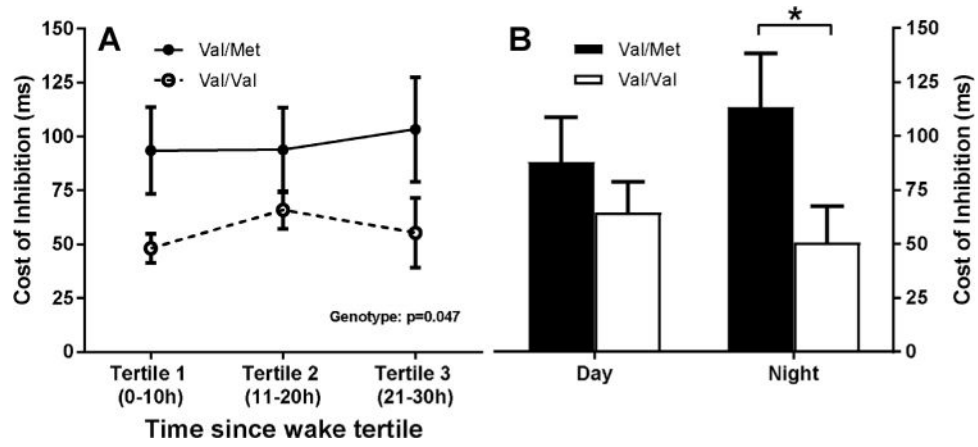 A
Val/Met
Val/Val
150
125
100
75
50
25
0
Cost of Inhibition (ms)
Genotype: p=0.047
Tertile 1
(0-10h)
Tertile 2
(11-20h)
Tertile 3
(21-30h)
Time since wake tertile
B
Val/Met
Val/Val
*
Day
Night
150
125
100
75
50
25
0
Cost of Inhibition (ms)